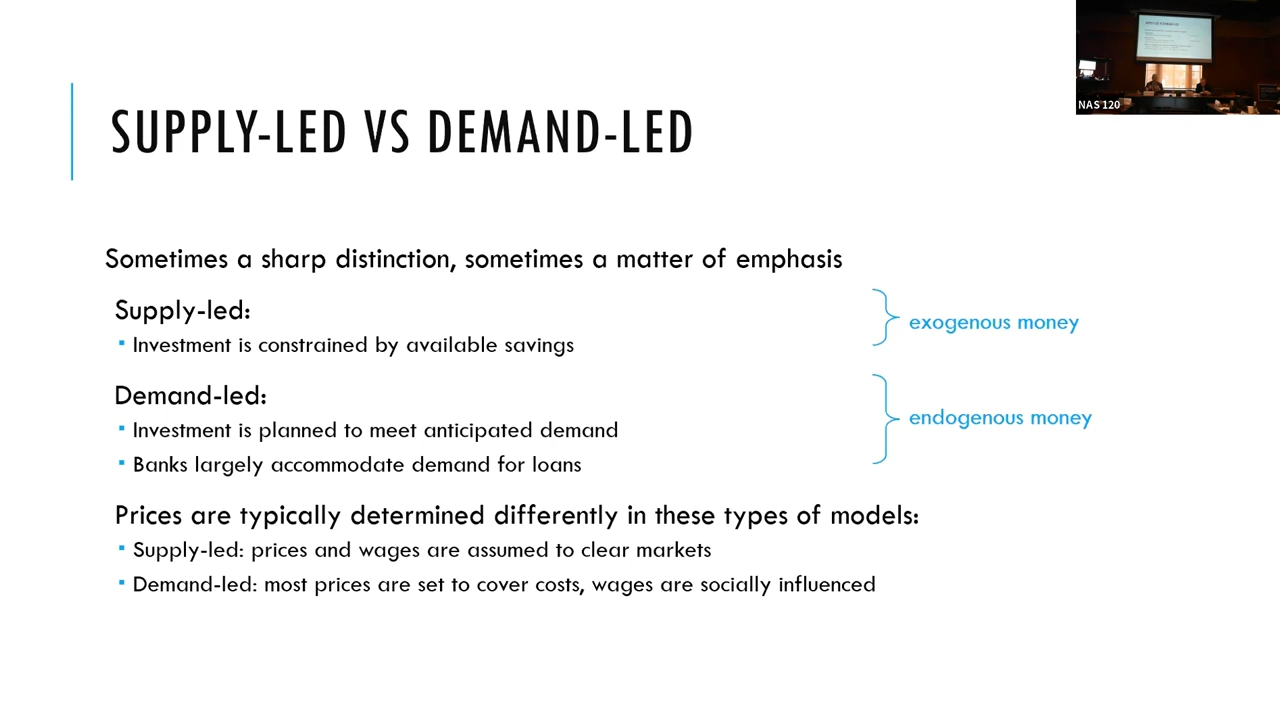 NAS 120
SUPPLY-LED VS DEMAND-LED
Sometimes a sharp distinction, sometimes a matter of emphasis
Supply-led:
▪ Investment is constrained by available savings
exogenous money
Demand-led:
▪ Investment is planned to meet anticipated demand
▪ Banks largely accommodate demand for loans
endogenous money
Prices are typically determined differently in these types of models:
▪ Supply-led: prices and wages are assumed to clear markets
▪ Demand-led: most prices are set to cover costs, wages are socially influenced